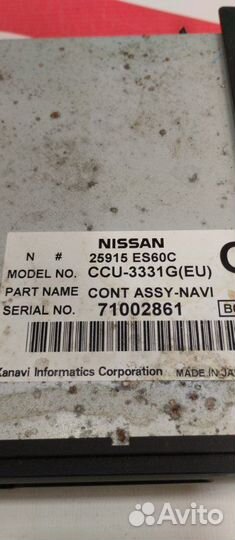 NISSAN
N # 25915 ES60C
MODEL NO. CCU-3331G(EU)
PART NAME CONT ASSY-NAVI
SERIAL NO. 71002861
Xanavi Informatics Corporation MADE IN
Avito